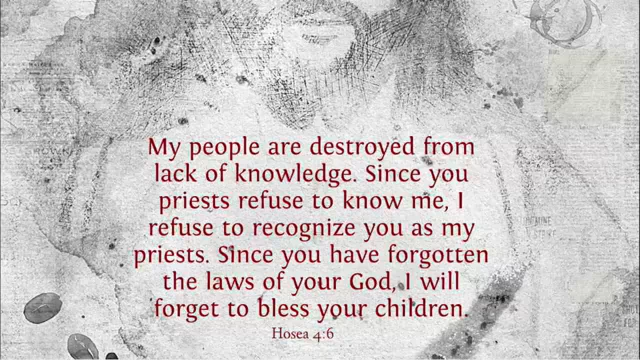 My people are destroyed from
lack of knowledge. Since you
priests refuse to know me, I
refuse to recognize you as my
priests. Since you have forgotten
the laws of your God, I will
forget to bless your children.
Hosea 4:6